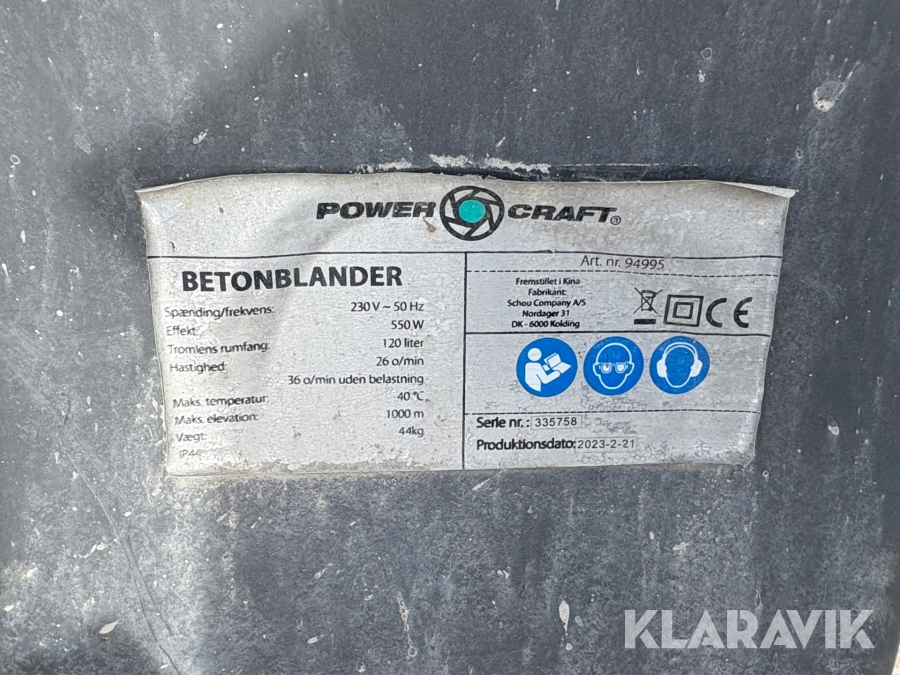 POWER CRAFT®
BETONBLANDER
Spænding/frekvens: 230 V ~ 50 Hz
Effekt: 550 W
Tromlens rumfang: 120 liter
Hastighed: 26 o/min
36 o/min uden belastning
Maks. temperatur: 40 °C
Maks. elevation: 1000 m
Vægt: 44kg
IP44
Art. nr. 94995
Fremstillet i Kina
Fabrikant:
Schou Company A/S
Nordager 31
DK - 6000 Kolding
CE
Serie nr.: 335758
Produktionsdato: 2023-2-21
KLARAVIK